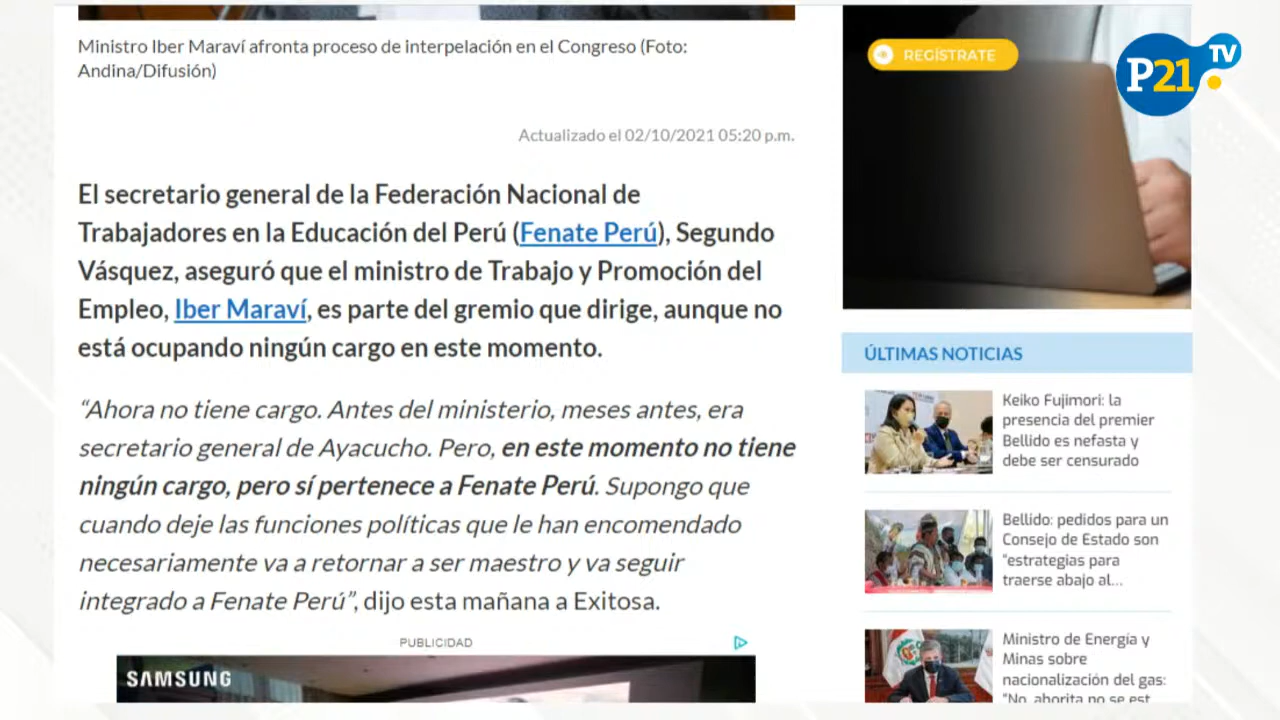 Ministro Iber Maraví afronta proceso de interpelación en el Congreso (Foto:
Andina/Difusión)
Actualizado el 02/10/2021 05:20 p.m.
El secretario general de la Federación Nacional de
Trabajadores en la Educación del Perú (Fenate Perú), Segundo
Vásquez, aseguró que el ministro de Trabajo y Promoción del
Empleo, Iber Maraví, es parte del gremio que dirige, aunque no
está ocupando ningún cargo en este momento.
“Ahora no tiene cargo. Antes del ministerio, meses antes, era
secretario general de Ayacucho. Pero, en este momento no tiene
ningún cargo, pero sí pertenece a Fenate Perú. Supongo que
cuando deje las funciones políticas que le han encomendado
necesariamente va a retornar a ser maestro y va seguir
integrado a Fenate Perú”, dijo esta mañana a Exitosa.
PUBLICIDAD
SAMSUNG
REGÍSTRATE
P21
TV
ÚLTIMAS NOTICIAS
Keiko Fujimori: la
presencia del premier
Bellido es nefasta y
debe ser censurado
Bellido: pedidos para un
Consejo de Estado son
“estrategias para
traerse abajo al...
Ministro de Energía y
Minas sobre
nacionalización del gas:
“No, ahorita no se est